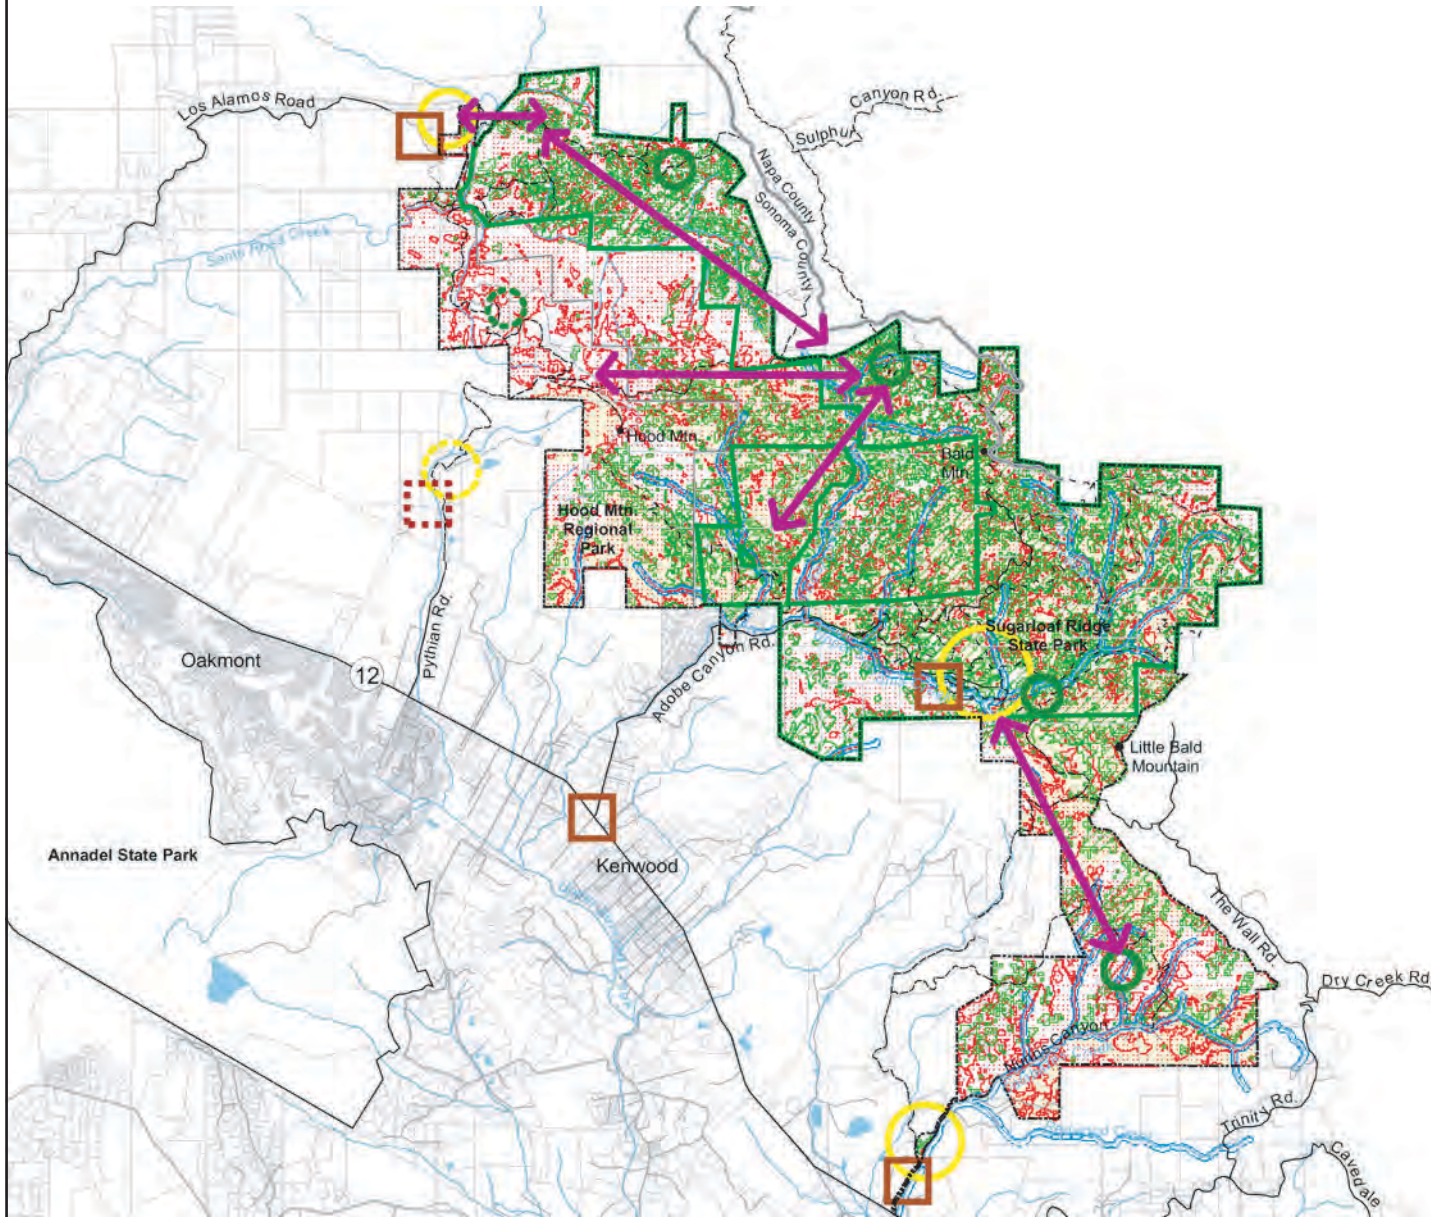 Los Alamos Road
Canyon Rd.
Sulphur
Napa County
Sonoma County
Santa Rosa Creek
Hood Mtn.
Bald
Mtn.
Hood Mtn.
Regional
Park
Pythian Rd.
Oakmont
12
Adobe Canyon Rd.
Sugarloaf Ridge
State Park
Little Bald
Mountain
Annadel State Park
Kenwood
The Wall Rd.
Dry Creek Rd
Nunns Canyon
Trinity Rd.
Cavedale